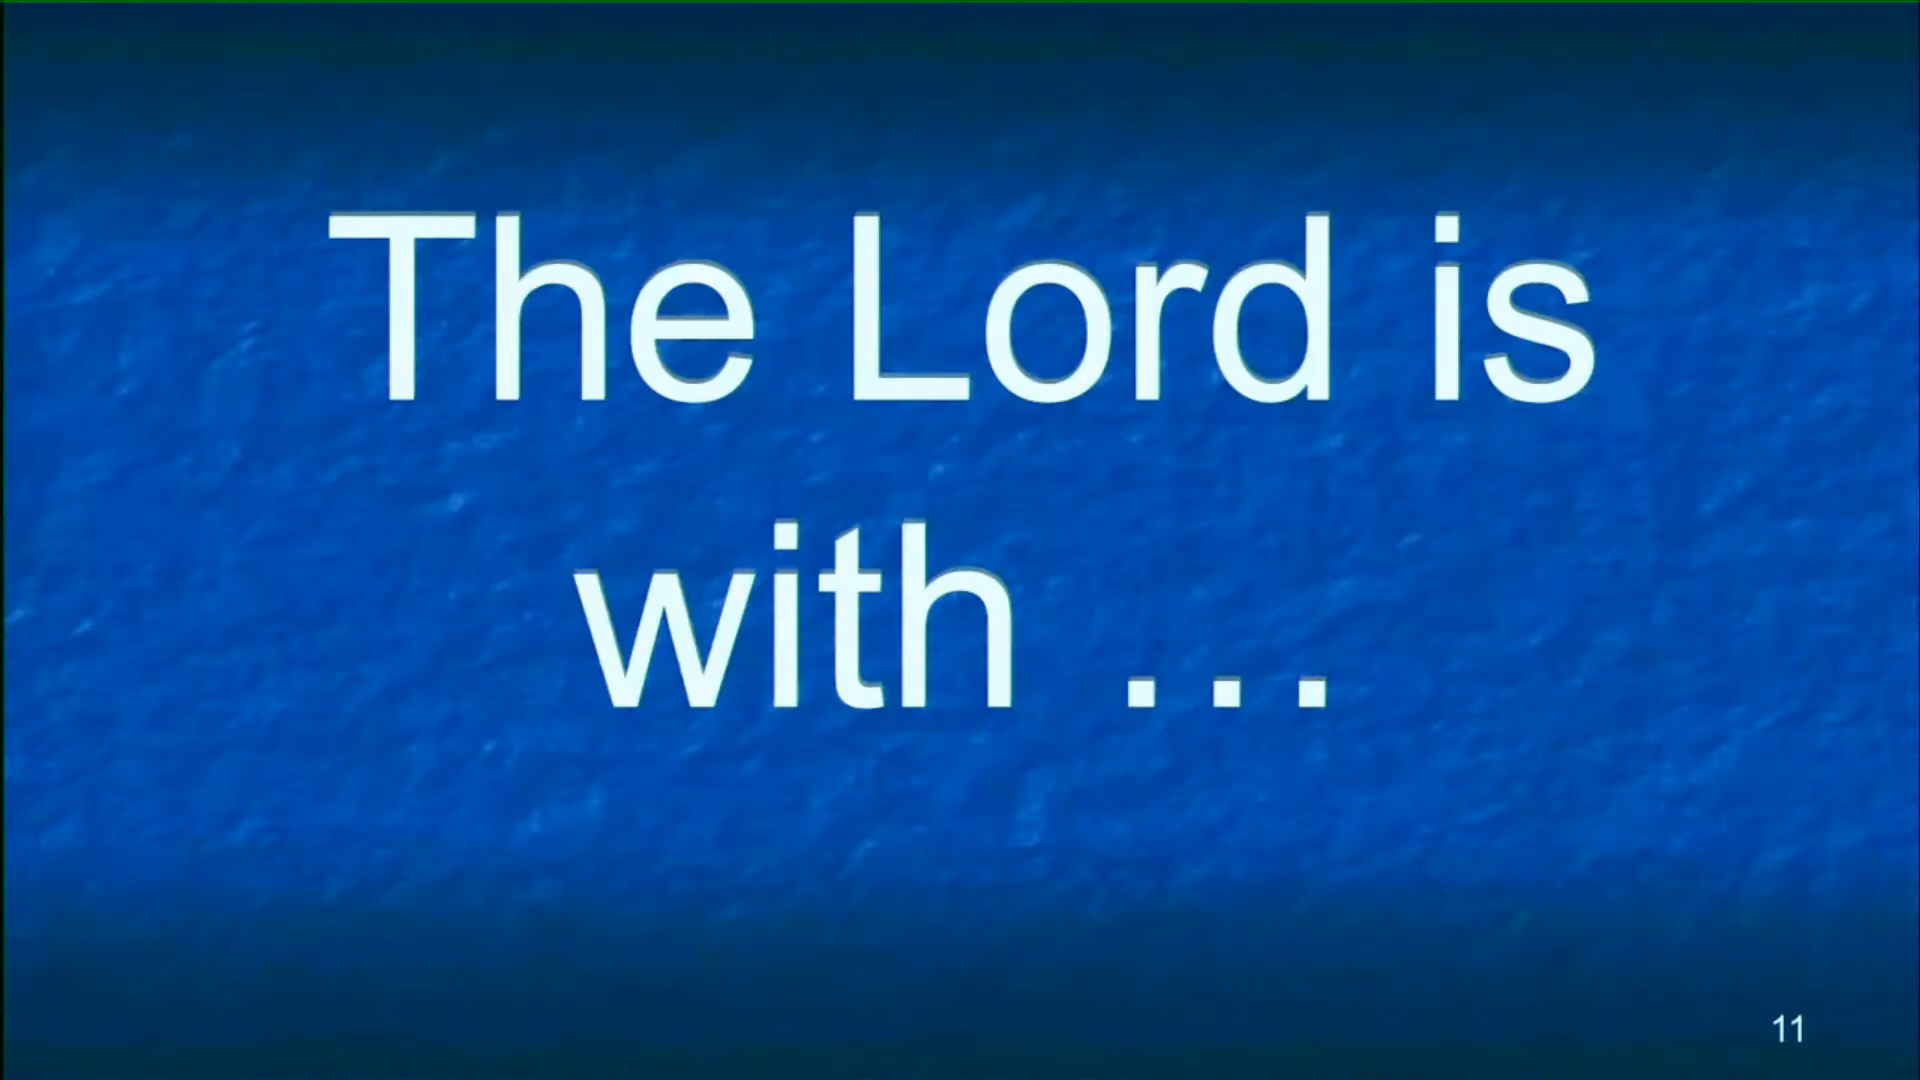 The Lord is
with …
11